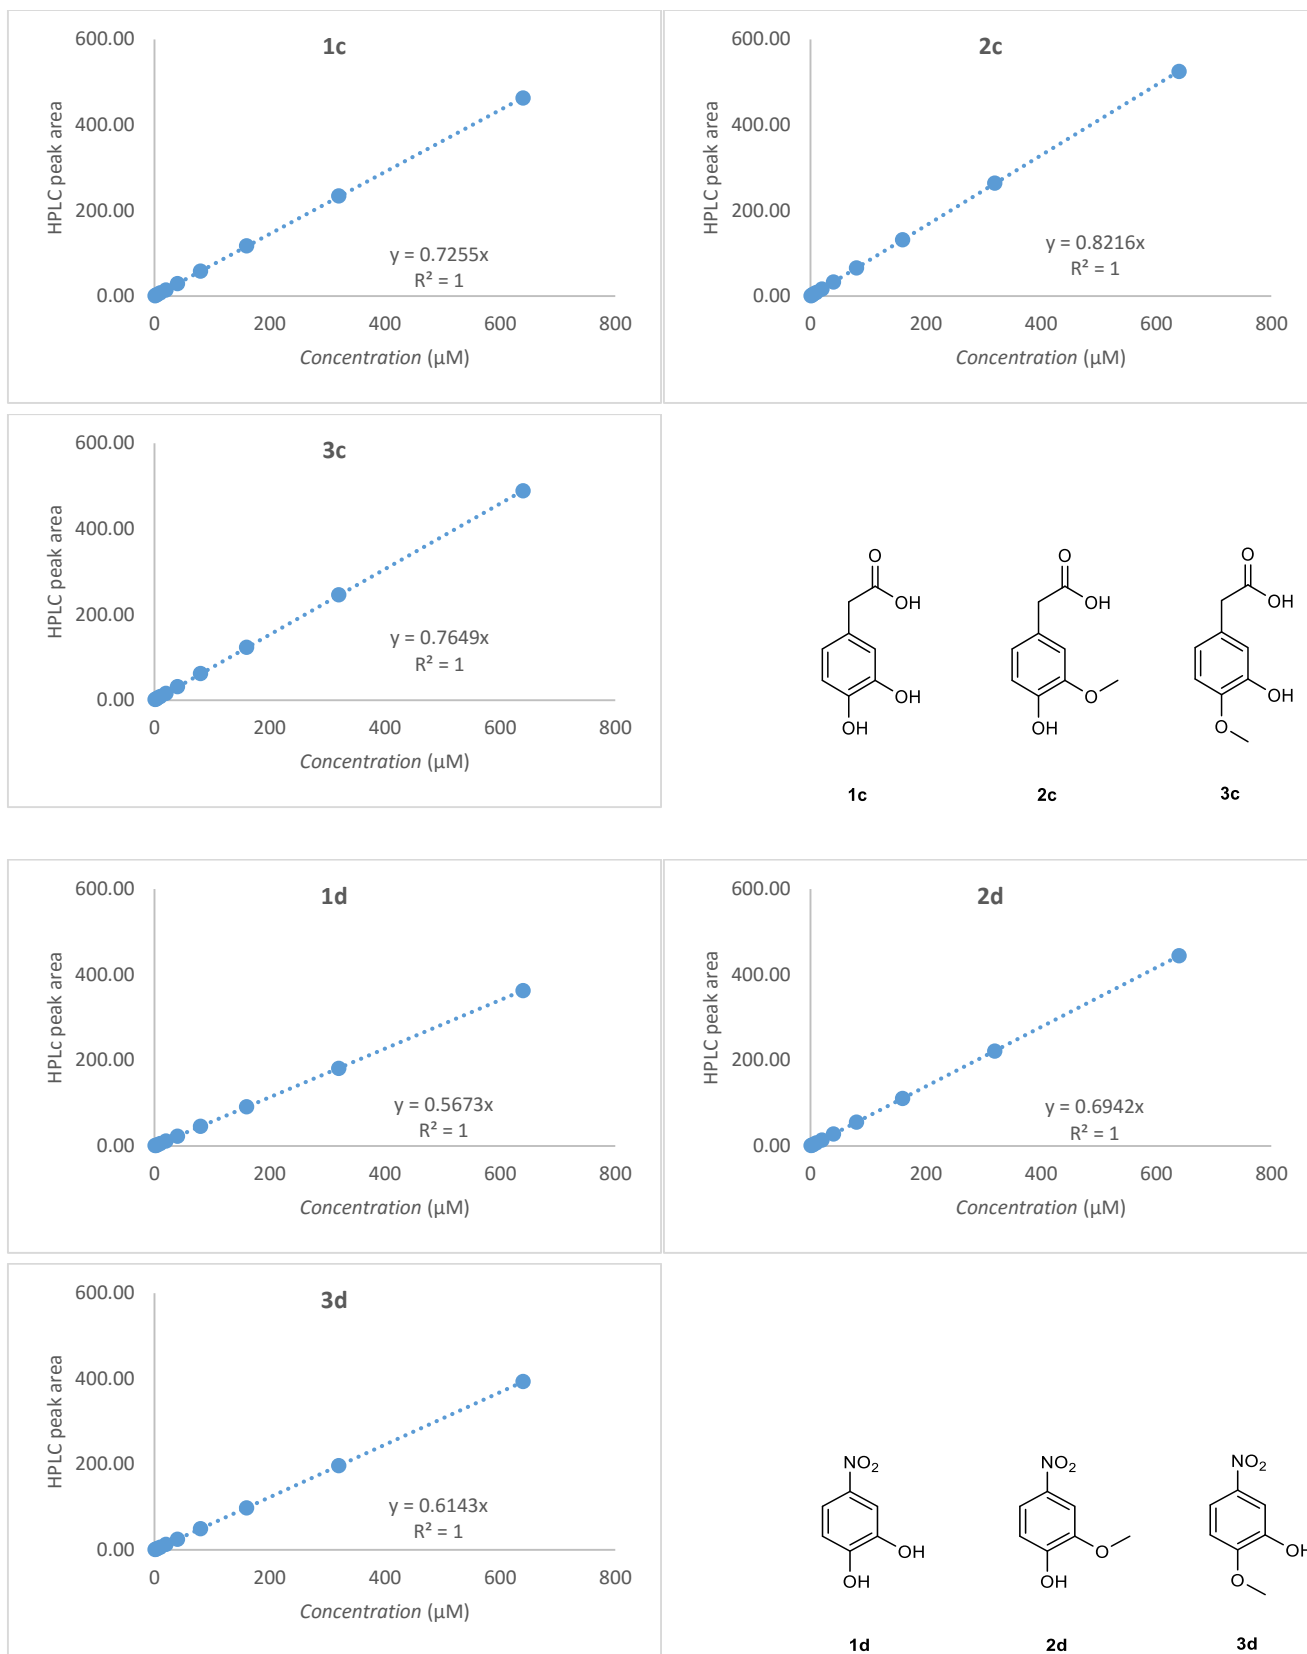 1c
600.00
400.00
200.00
0.00
HPLC peak area
y = 0.7255x
R² = 1
0 200 400 600 800
Concentration (μM)
2c
600.00
400.00
200.00
0.00
HPLC peak area
y = 0.8216x
R² = 1
0 200 400 600 800
Concentration (μM)
3c
600.00
400.00
200.00
0.00
HPLC peak area
y = 0.7649x
R² = 1
0 200 400 600 800
Concentration (μM)
O
OH
OH
OH
1c
O
OH
O
OH
2c
O
OH
OH
O
3c
1d
600.00
400.00
200.00
0.00
HPLc peak area
y = 0.5673x
R² = 1
0 200 400 600 800
Concentration (μM)
2d
600.00
400.00
200.00
0.00
HPLC peak area
y = 0.6942x
R² = 1
0 200 400 600 800
Concentration (μM)
3d
600.00
400.00
200.00
0.00
HPLC peak area
y = 0.6143x
R² = 1
0 200 400 600 800
Concentration (μM)
NO₂
OH
OH
1d
NO₂
O
OH
2d
NO₂
OH
O
3d